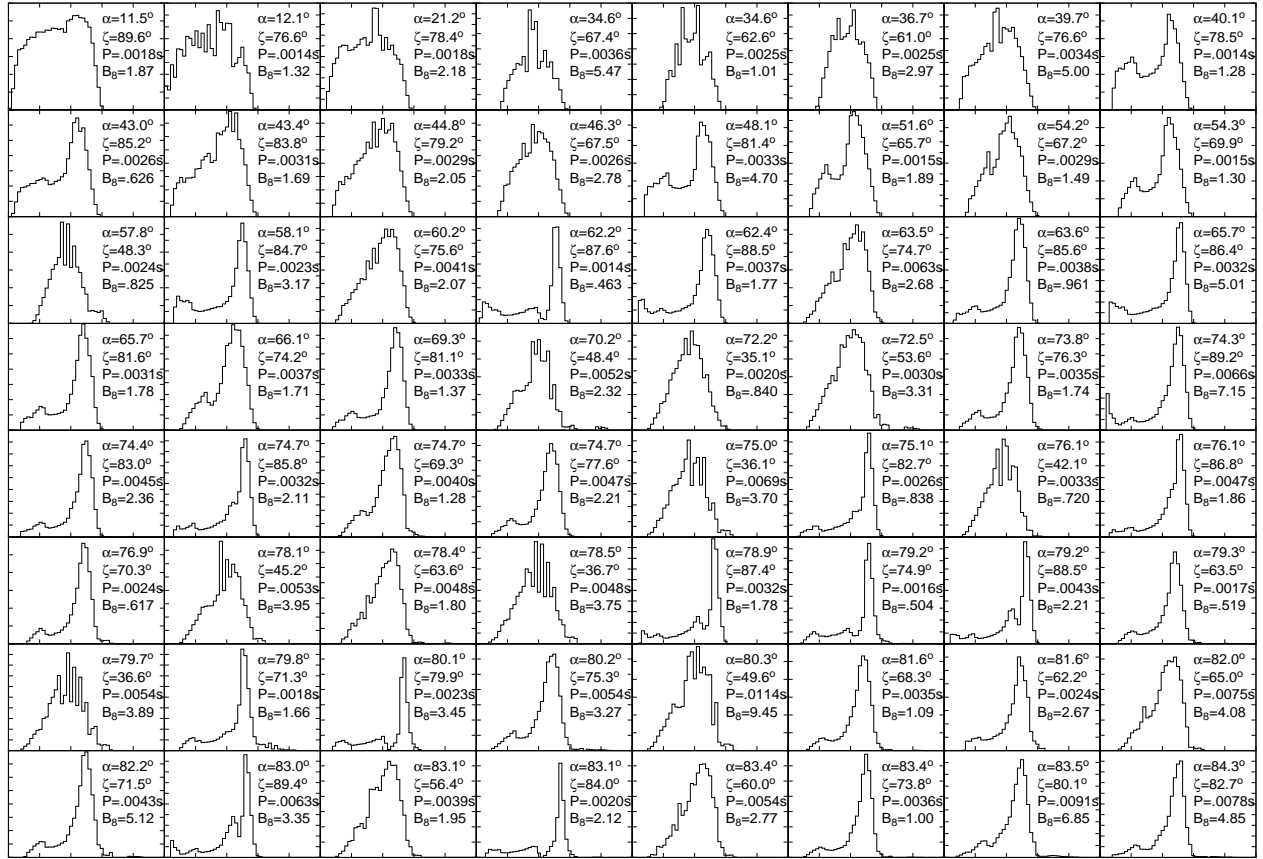 α=11.5°
ζ=89.6°
P=.0018s
B₈=1.87
α=12.1°
ζ=76.6°
P=.0014s
B₈=1.32
α=21.2°
ζ=78.4°
P=.0018s
B₈=2.18
α=34.6°
ζ=67.4°
P=.0036s
B₈=5.47
α=34.6°
ζ=62.6°
P=.0025s
B₈=1.01
α=36.7°
ζ=61.0°
P=.0025s
B₈=2.97
α=39.7°
ζ=76.6°
P=.0034s
B₈=5.00
α=40.1°
ζ=78.5°
P=.0014s
B₈=1.28
α=43.0°
ζ=85.2°
P=.0026s
B₈=.626
α=43.4°
ζ=83.8°
P=.0031s
B₈=1.69
α=44.8°
ζ=79.2°
P=.0029s
B₈=2.05
α=46.3°
ζ=67.5°
P=.0026s
B₈=2.78
α=48.1°
ζ=81.4°
P=.0033s
B₈=4.70
α=51.6°
ζ=65.7°
P=.0015s
B₈=1.89
α=54.2°
ζ=67.2°
P=.0029s
B₈=1.49
α=54.3°
ζ=69.9°
P=.0015s
B₈=1.30
α=57.8°
ζ=48.3°
P=.0024s
B₈=.825
α=58.1°
ζ=84.7°
P=.0023s
B₈=3.17
α=60.2°
ζ=75.6°
P=.0041s
B₈=2.07
α=62.2°
ζ=87.6°
P=.0014s
B₈=.463
α=62.4°
ζ=88.5°
P=.0037s
B₈=1.77
α=63.5°
ζ=74.7°
P=.0063s
B₈=2.68
α=63.6°
ζ=85.6°
P=.0038s
B₈=.961
α=65.7°
ζ=86.4°
P=.0032s
B₈=5.01
α=65.7°
ζ=81.6°
P=.0031s
B₈=1.78
α=66.1°
ζ=74.2°
P=.0037s
B₈=1.71
α=69.3°
ζ=81.1°
P=.0033s
B₈=1.37
α=70.2°
ζ=48.4°
P=.0052s
B₈=2.32
α=72.2°
ζ=35.1°
P=.0020s
B₈=.840
α=72.5°
ζ=53.6°
P=.0030s
B₈=3.31
α=73.8°
ζ=76.3°
P=.0035s
B₈=1.74
α=74.3°
ζ=89.2°
P=.0066s
B₈=7.15
α=74.4°
ζ=83.0°
P=.0045s
B₈=2.36
α=74.7°
ζ=85.8°
P=.0032s
B₈=2.11
α=74.7°
ζ=69.3°
P=.0040s
B₈=1.28
α=74.7°
ζ=77.6°
P=.0047s
B₈=2.21
α=75.0°
ζ=36.1°
P=.0069s
B₈=3.70
α=75.1°
ζ=82.7°
P=.0026s
B₈=.838
α=76.1°
ζ=42.1°
P=.0033s
B₈=.720
α=76.1°
ζ=86.8°
P=.0047s
B₈=1.86
α=76.9°
ζ=70.3°
P=.0024s
B₈=.617
α=78.1°
ζ=45.2°
P=.0053s
B₈=3.95
α=78.4°
ζ=63.6°
P=.0048s
B₈=1.80
α=78.5°
ζ=36.7°
P=.0048s
B₈=3.75
α=78.9°
ζ=87.4°
P=.0032s
B₈=1.78
α=79.2°
ζ=74.9°
P=.0016s
B₈=.504
α=79.2°
ζ=88.5°
P=.0043s
B₈=2.21
α=79.3°
ζ=63.5°
P=.0017s
B₈=.519
α=79.7°
ζ=36.6°
P=.0054s
B₈=3.89
α=79.8°
ζ=71.3°
P=.0018s
B₈=1.66
α=80.1°
ζ=79.9°
P=.0023s
B₈=3.45
α=80.2°
ζ=75.3°
P=.0054s
B₈=3.27
α=80.3°
ζ=49.6°
P=.0114s
B₈=9.45
α=81.6°
ζ=68.3°
P=.0035s
B₈=1.09
α=81.6°
ζ=62.2°
P=.0024s
B₈=2.67
α=82.0°
ζ=65.0°
P=.0075s
B₈=4.08
α=82.2°
ζ=71.5°
P=.0043s
B₈=5.12
α=83.0°
ζ=89.4°
P=.0063s
B₈=3.35
α=83.1°
ζ=56.4°
P=.0039s
B₈=1.95
α=83.1°
ζ=84.0°
P=.0020s
B₈=2.12
α=83.4°
ζ=60.0°
P=.0054s
B₈=2.77
α=83.4°
ζ=73.8°
P=.0036s
B₈=1.00
α=83.5°
ζ=80.1°
P=.0091s
B₈=6.85
α=84.3°
ζ=82.7°
P=.0078s
B₈=4.85